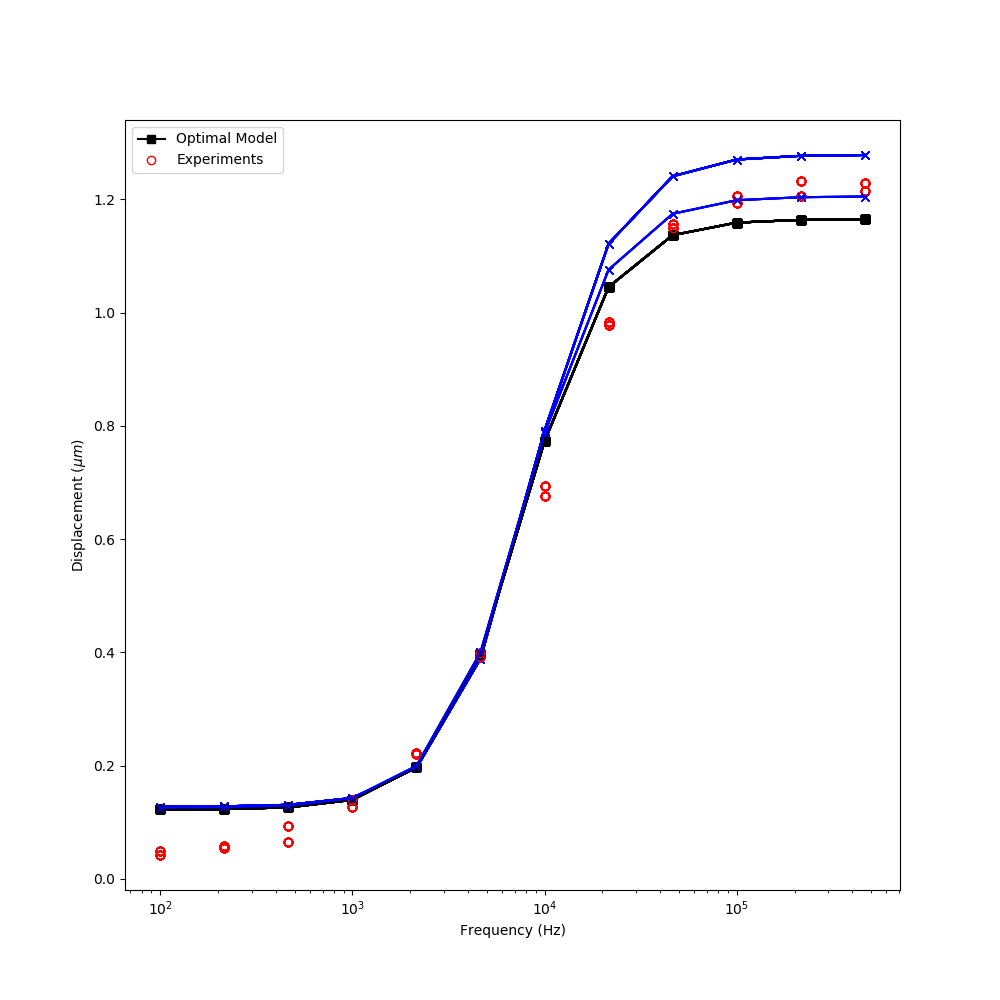 Optimal Model
Experiments
1.2
1.0
0.8
0.6
0.4
0.2
0.0
Displacement (μm)
10²
10³
10⁴
10⁵
Frequency (Hz)